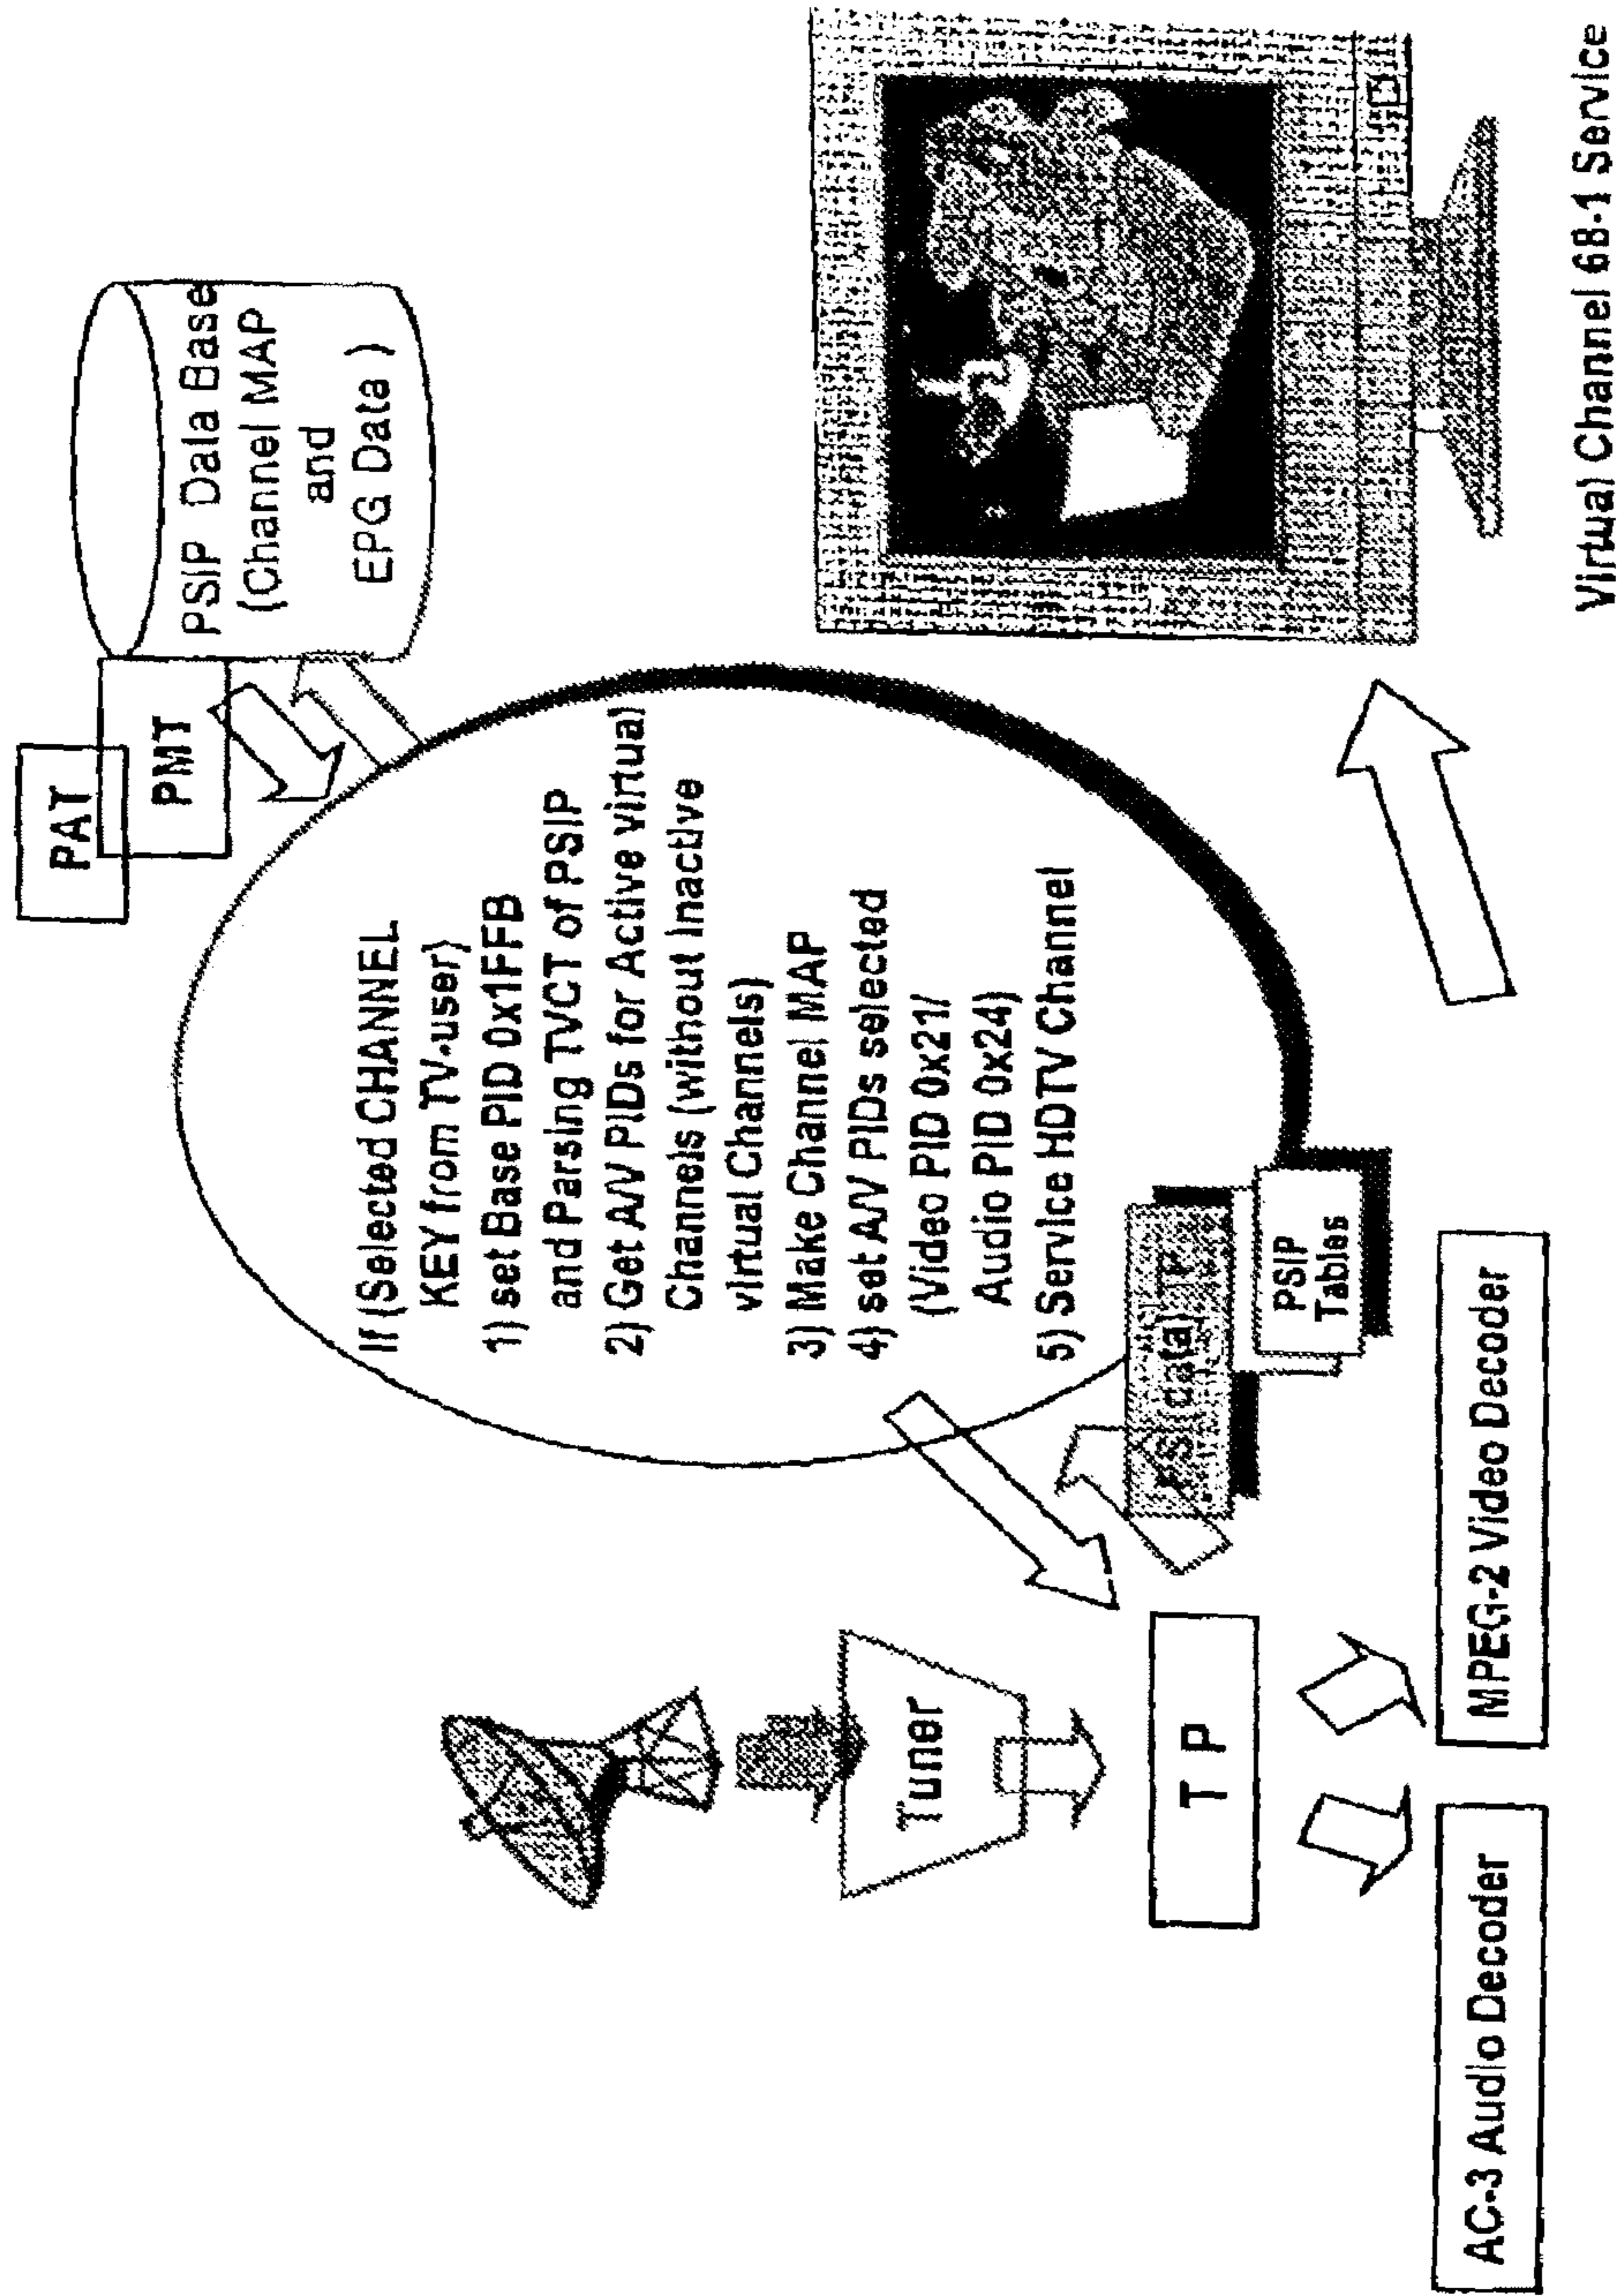 PAT
PMT
PSIP Data Base
(Channel MAP
and
EPG Data )
If (Selected CHANNEL
KEY from TV-user)
1) set Base PID 0x1FFB
and Parsing TVCT of PSIP
2) Get A/V PIDs for Active virtual
Channels (without Inactive
virtual Channels)
3) Make Channel MAP
4) set A/V PIDs selected
(Video PID 0x21/
Audio PID 0x24)
5) Service HDTV Channel
Tuner
T P
(data)
PSIP
Tables
AC-3 Audio Decoder
MPEG-2 Video Decoder
Virtual Channel 68-1 Service